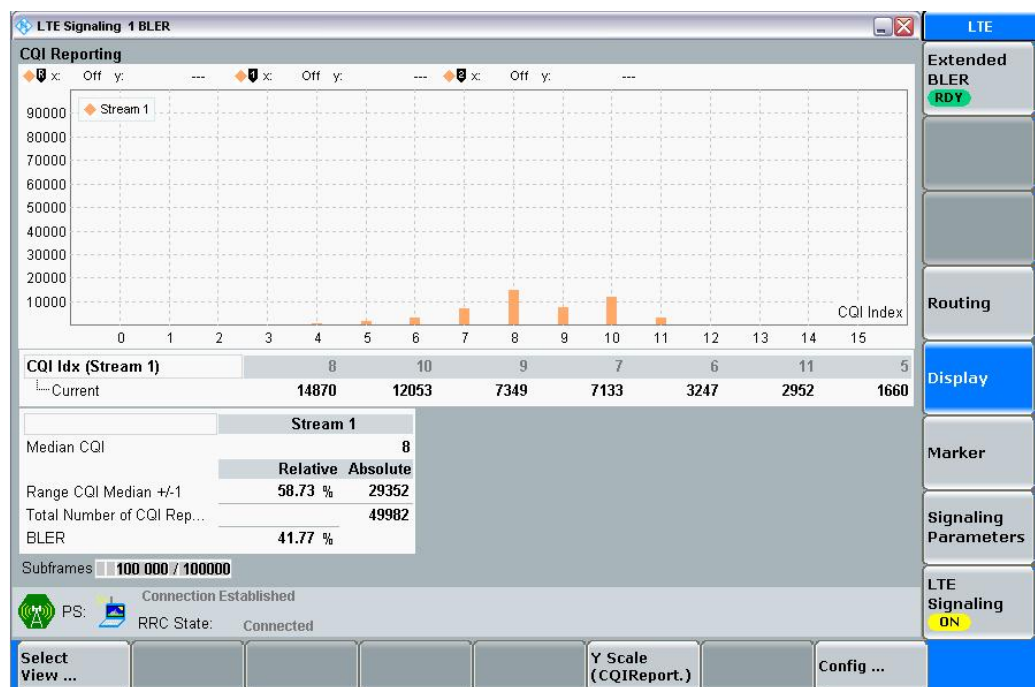 LTE Signaling 1 BLER
LTE
CQI Reporting
R x: Off y: --- 1 x: Off y: --- 2 x: Off y: ---
Stream 1
90000
80000
70000
60000
50000
40000
30000
20000
10000
CQI Index
0 1 2 3 4 5 6 7 8 9 10 11 12 13 14 15
CQI Idx (Stream 1) 8 10 9 7 6 11 5
Current 14870 12053 7349 7133 3247 2952 1660
Stream 1
Median CQI 8
Relative Absolute
Range CQI Median +/-1 58.73 % 29352
Total Number of CQI Rep... 49982
BLER 41.77 %
Subframes 100 000 / 100000
PS: Connection Established
RRC State: Connected
Extended
BLER
RDY
Routing
Display
Marker
Signaling
Parameters
LTE
Signaling
ON
Select
View ...
Y Scale
(CQIReport.)
Config ...